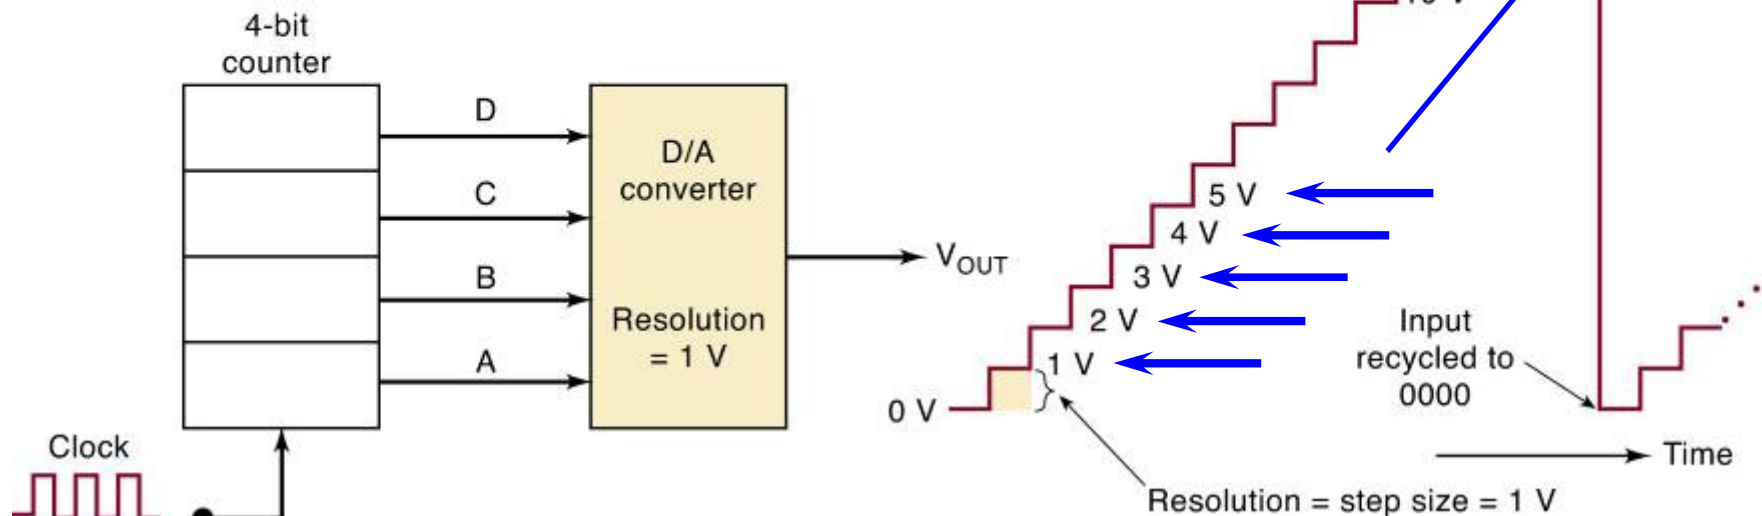 4-bit
counter
D
C
B
A
D/A
converter
Resolution
= 1 V
V_OUT
Clock
5 V
4 V
3 V
2 V
1 V
0 V
Input
recycled to
0000
Time
Resolution = step size = 1 V